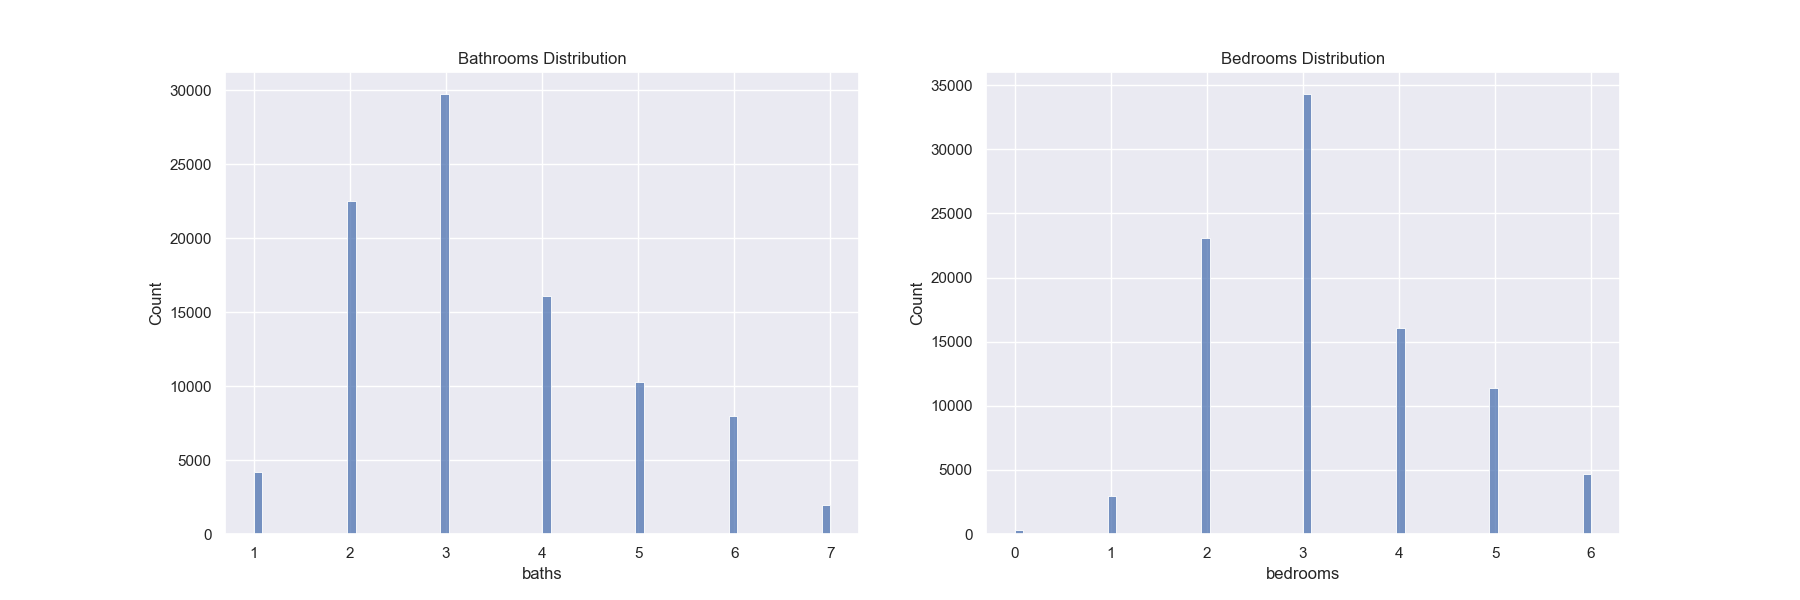 Bathrooms Distribution
30000
25000
20000
15000
10000
5000
0
Count
1 2 3 4 5 6 7
baths
Bedrooms Distribution
35000
30000
25000
20000
15000
10000
5000
0
Count
0 1 2 3 4 5 6
bedrooms